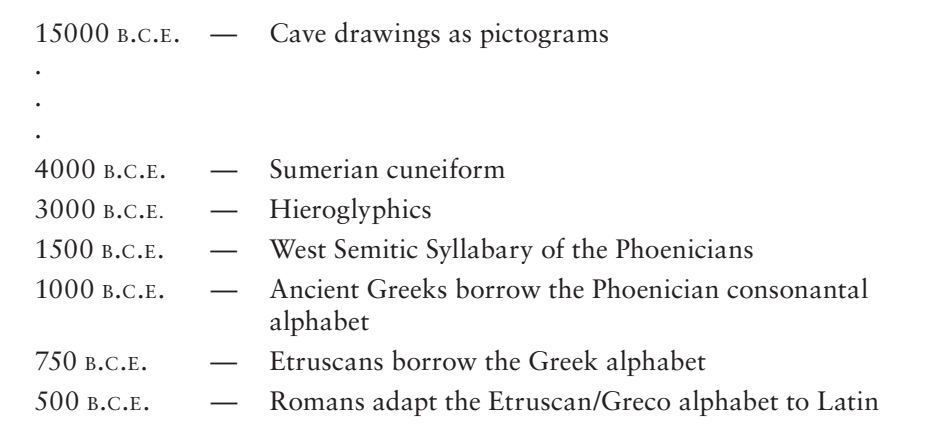 15000 B.C.E. — Cave drawings as pictograms
.
.
.
4000 B.C.E. — Sumerian cuneiform
3000 B.C.E. — Hieroglyphics
1500 B.C.E. — West Semitic Syllabary of the Phoenicians
1000 B.C.E. — Ancient Greeks borrow the Phoenician consonantal
alphabet
750 B.C.E. — Etruscans borrow the Greek alphabet
500 B.C.E. — Romans adapt the Etruscan/Greco alphabet to Latin